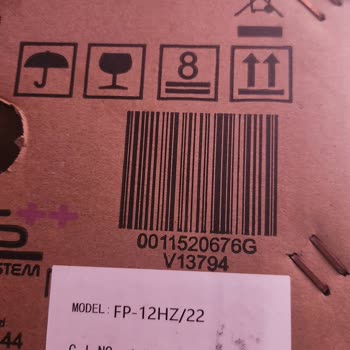 8
0011520676G
V13794
++
STEM
MODEL: FP-12HZ/22
44